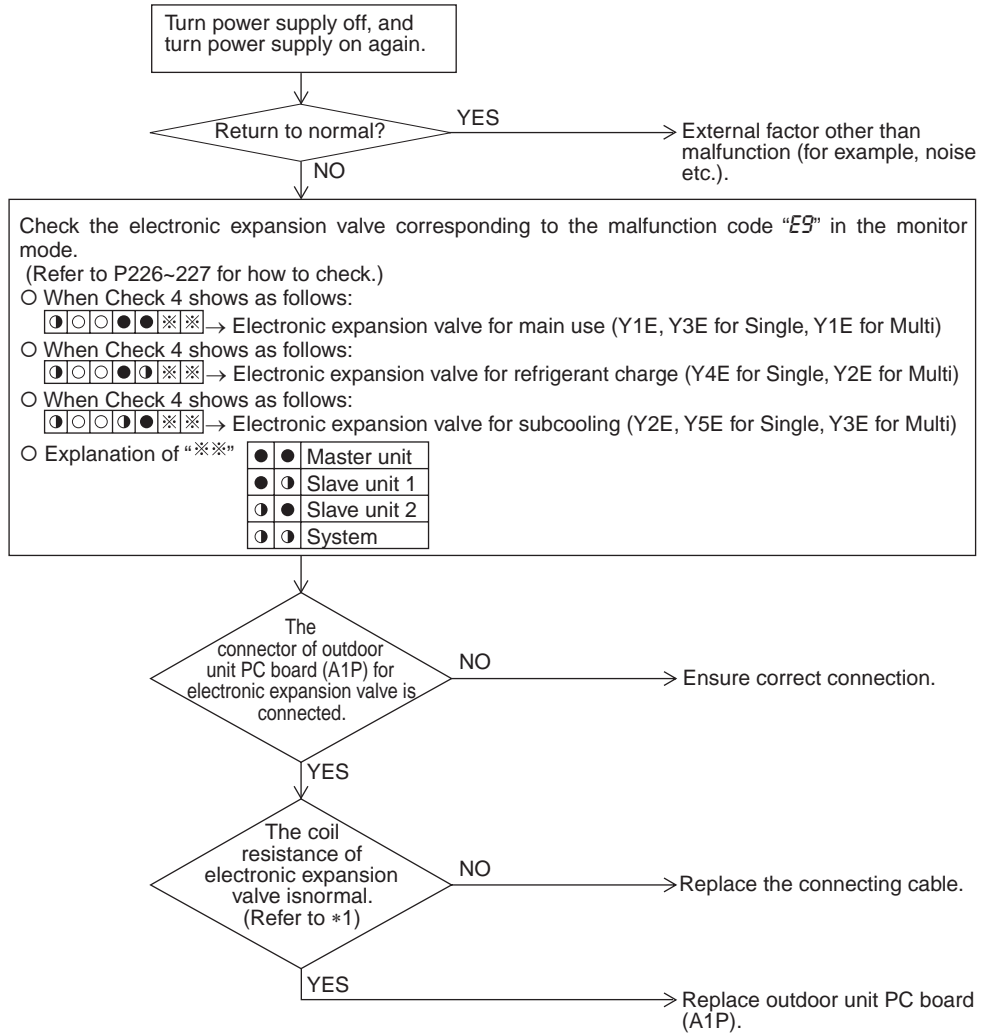 Turn power supply off, and
turn power supply on again.
Return to normal?
YES
External factor other than
malfunction (for example, noise
etc.).
NO
Check the electronic expansion valve corresponding to the malfunction code “E9” in the monitor
mode.
(Refer to P226~227 for how to check.)
○ When Check 4 shows as follows:
◑○○●●※※→ Electronic expansion valve for main use (Y1E, Y3E for Single, Y1E for Multi)
○ When Check 4 shows as follows:
◑○○●◑※※→ Electronic expansion valve for refrigerant charge (Y4E for Single, Y2E for Multi)
○ When Check 4 shows as follows:
◑○○◑●※※→ Electronic expansion valve for subcooling (Y2E, Y5E for Single, Y3E for Multi)
○ Explanation of “※※”
●● Master unit
●◑ Slave unit 1
◑● Slave unit 2
◑◑ System
The
connector of outdoor
unit PC board (A1P) for
electronic expansion valve is
connected.
NO
Ensure correct connection.
YES
The coil
resistance of
electronic expansion
valve isnormal.
(Refer to ∗1)
NO
Replace the connecting cable.
YES
Replace outdoor unit PC board
(A1P).